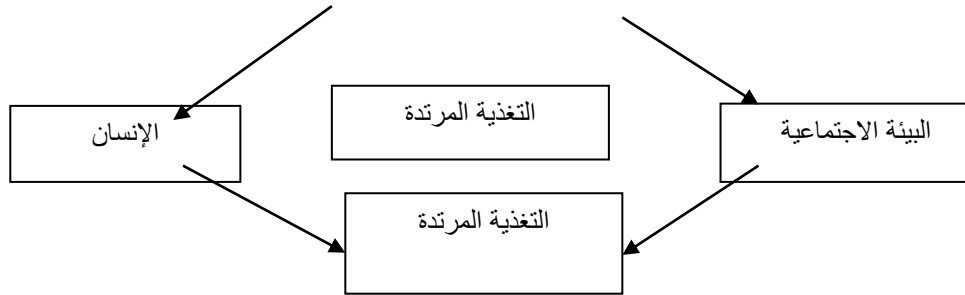 التغذية المرتدة
البيئة الاجتماعية
الإنسان
التغذية المرتدة